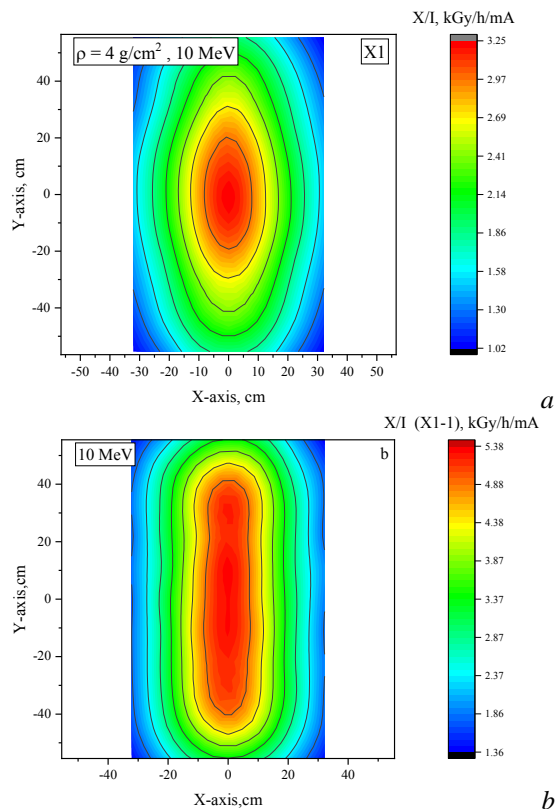 X/I, kGy/h/mA
ρ = 4 g/cm² , 10 MeV
X1
3.25
2.97
2.69
2.41
2.14
1.86
1.58
1.30
1.02
40
20
0
-20
-40
Y-axis, cm
-50 -40 -30 -20 -10 0 10 20 30 40 50
X-axis, cm
a
X/I (X1-1), kGy/h/mA
10 MeV
b
5.38
4.88
4.38
3.87
3.37
2.87
2.37
1.86
1.36
40
20
0
-20
-40
Y-axis,cm
-40 -20 0 20 40
X-axis,cm
b